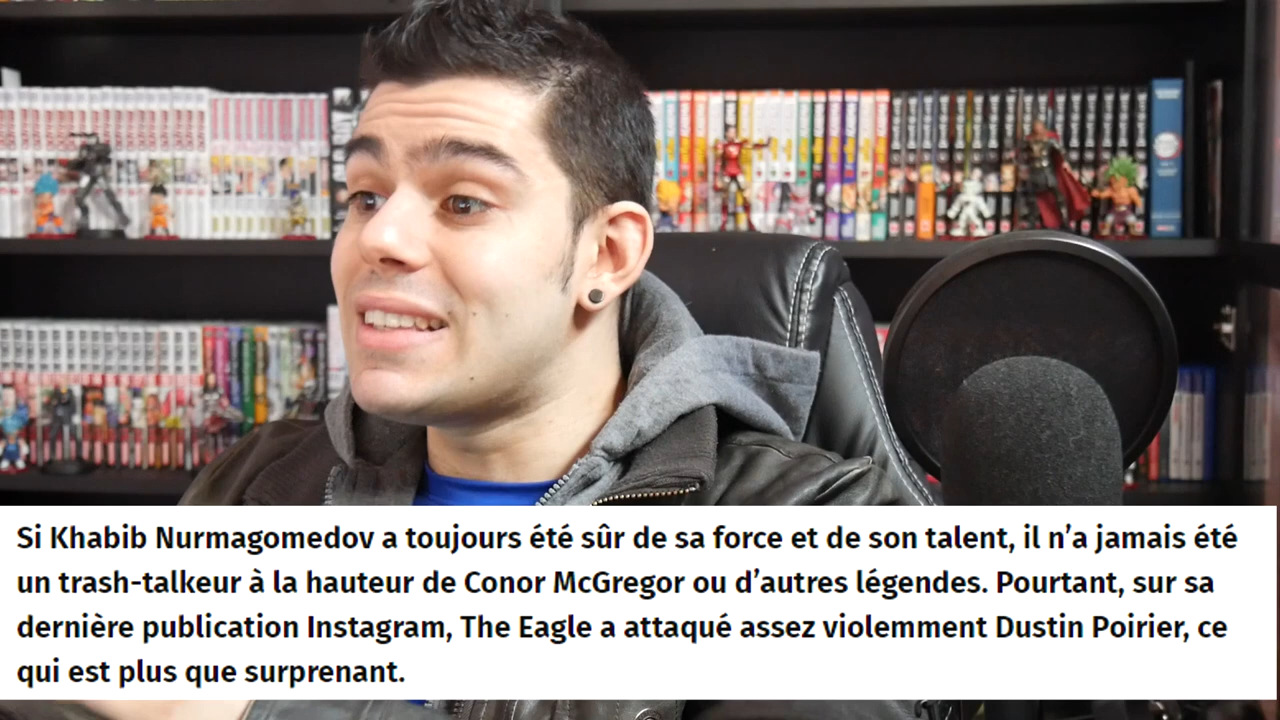 Si Khabib Nurmagomedov a toujours été sûr de sa force et de son talent, il n’a jamais été
un trash-talkeur à la hauteur de Conor McGregor ou d’autres légendes. Pourtant, sur sa
dernière publication Instagram, The Eagle a attaqué assez violemment Dustin Poirier, ce
qui est plus que surprenant.